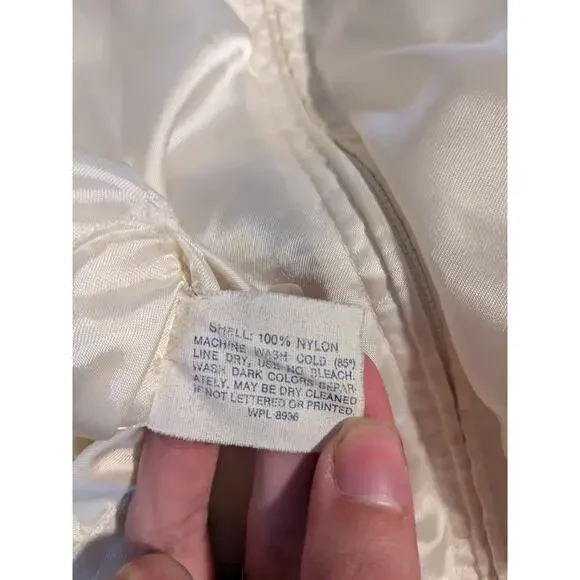 SHELL: 100% NYLON
MACHINE WASH COLD (85°)
LINE DRY, USE NO BLEACH.
WASH DARK COLORS SEPAR-
ATELY. MAY BE DRY CLEANED
IF NOT LETTERED OR PRINTED.
WPL 8936